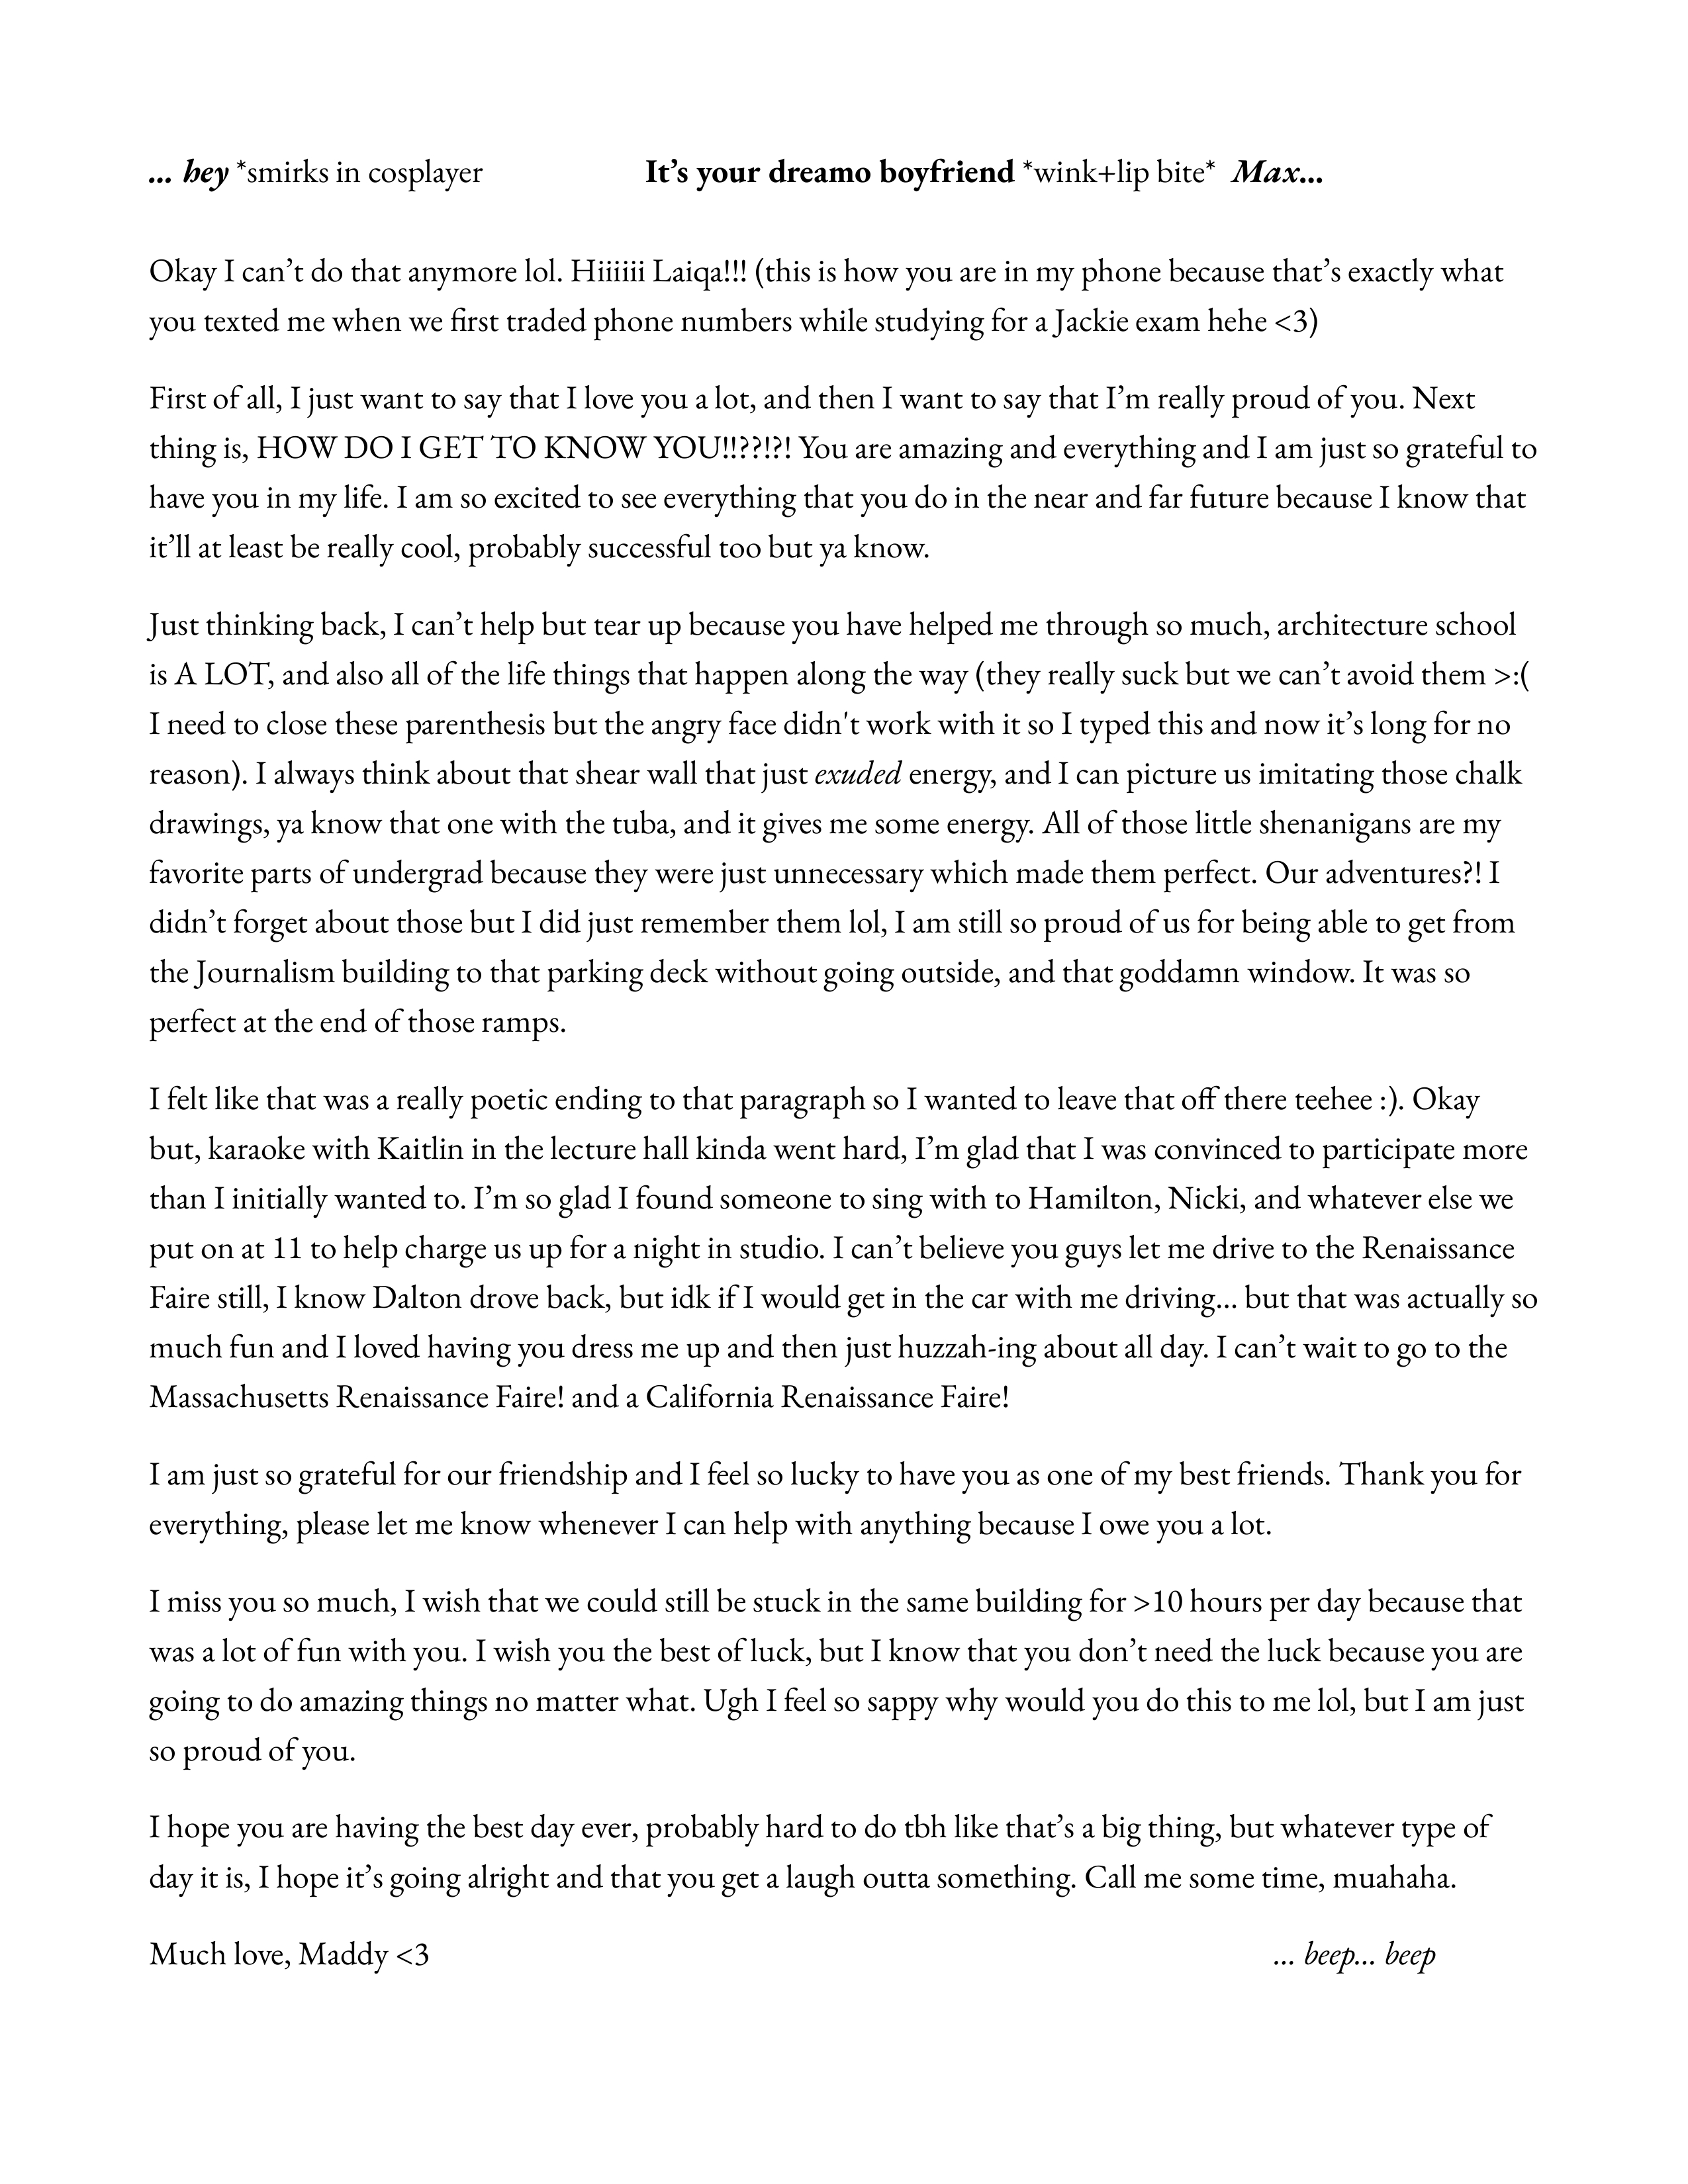 ... hey *smirks in cosplayer It’s your dreamo boyfriend *wink+lip bite* Max...
Okay I can’t do that anymore lol. Hiiiiii Laiqa!!! (this is how you are in my phone because that’s exactly what
you texted me when we first traded phone numbers while studying for a Jackie exam hehe <3)
First of all, I just want to say that I love you a lot, and then I want to say that I’m really proud of you. Next
thing is, HOW DO I GET TO KNOW YOU!!??!?! You are amazing and everything and I am just so grateful to
have you in my life. I am so excited to see everything that you do in the near and far future because I know that
it’ll at least be really cool, probably successful too but ya know.
Just thinking back, I can’t help but tear up because you have helped me through so much, architecture school
is A LOT, and also all of the life things that happen along the way (they really suck but we can’t avoid them >:(
I need to close these parenthesis but the angry face didn't work with it so I typed this and now it’s long for no
reason). I always think about that shear wall that just exuded energy, and I can picture us imitating those chalk
drawings, ya know that one with the tuba, and it gives me some energy. All of those little shenanigans are my
favorite parts of undergrad because they were just unnecessary which made them perfect. Our adventures?! I
didn’t forget about those but I did just remember them lol, I am still so proud of us for being able to get from
the Journalism building to that parking deck without going outside, and that goddamn window. It was so
perfect at the end of those ramps.
I felt like that was a really poetic ending to that paragraph so I wanted to leave that off there teehee :). Okay
but, karaoke with Kaitlin in the lecture hall kinda went hard, I’m glad that I was convinced to participate more
than I initially wanted to. I’m so glad I found someone to sing with to Hamilton, Nicki, and whatever else we
put on at 11 to help charge us up for a night in studio. I can’t believe you guys let me drive to the Renaissance
Faire still, I know Dalton drove back, but idk if I would get in the car with me driving... but that was actually so
much fun and I loved having you dress me up and then just huzzah-ing about all day. I can’t wait to go to the
Massachusetts Renaissance Faire! and a California Renaissance Faire!
I am just so grateful for our friendship and I feel so lucky to have you as one of my best friends. Thank you for
everything, please let me know whenever I can help with anything because I owe you a lot.
I miss you so much, I wish that we could still be stuck in the same building for >10 hours per day because that
was a lot of fun with you. I wish you the best of luck, but I know that you don’t need the luck because you are
going to do amazing things no matter what. Ugh I feel so sappy why would you do this to me lol, but I am just
so proud of you.
I hope you are having the best day ever, probably hard to do tbh like that’s a big thing, but whatever type of
day it is, I hope it’s going alright and that you get a laugh outta something. Call me some time, muahaha.
Much love, Maddy <3 ... beep... beep